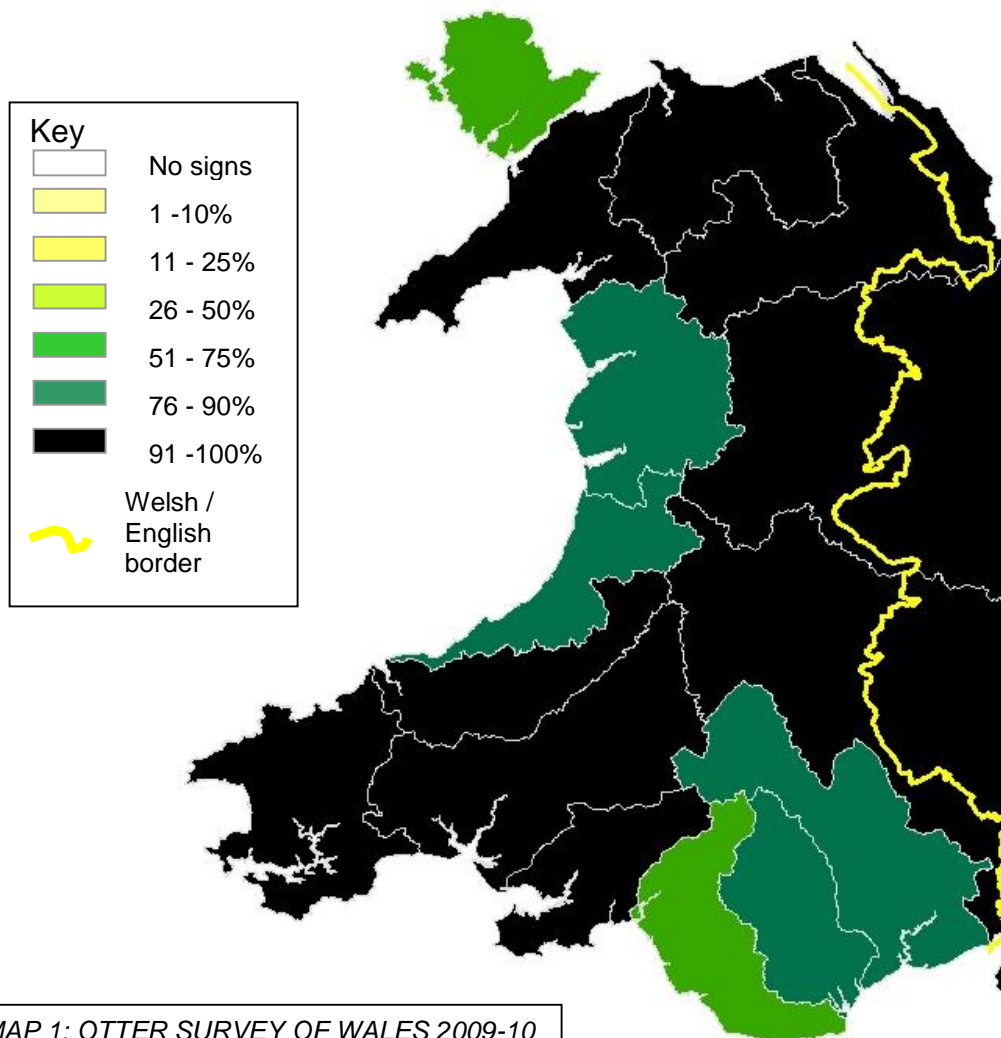 Key
No signs
1 -10%
11 - 25%
26 - 50%
51 - 75%
76 - 90%
91 -100%
Welsh /
English
border
MAP 1: OTTER SURVEY OF WALES 2009-10